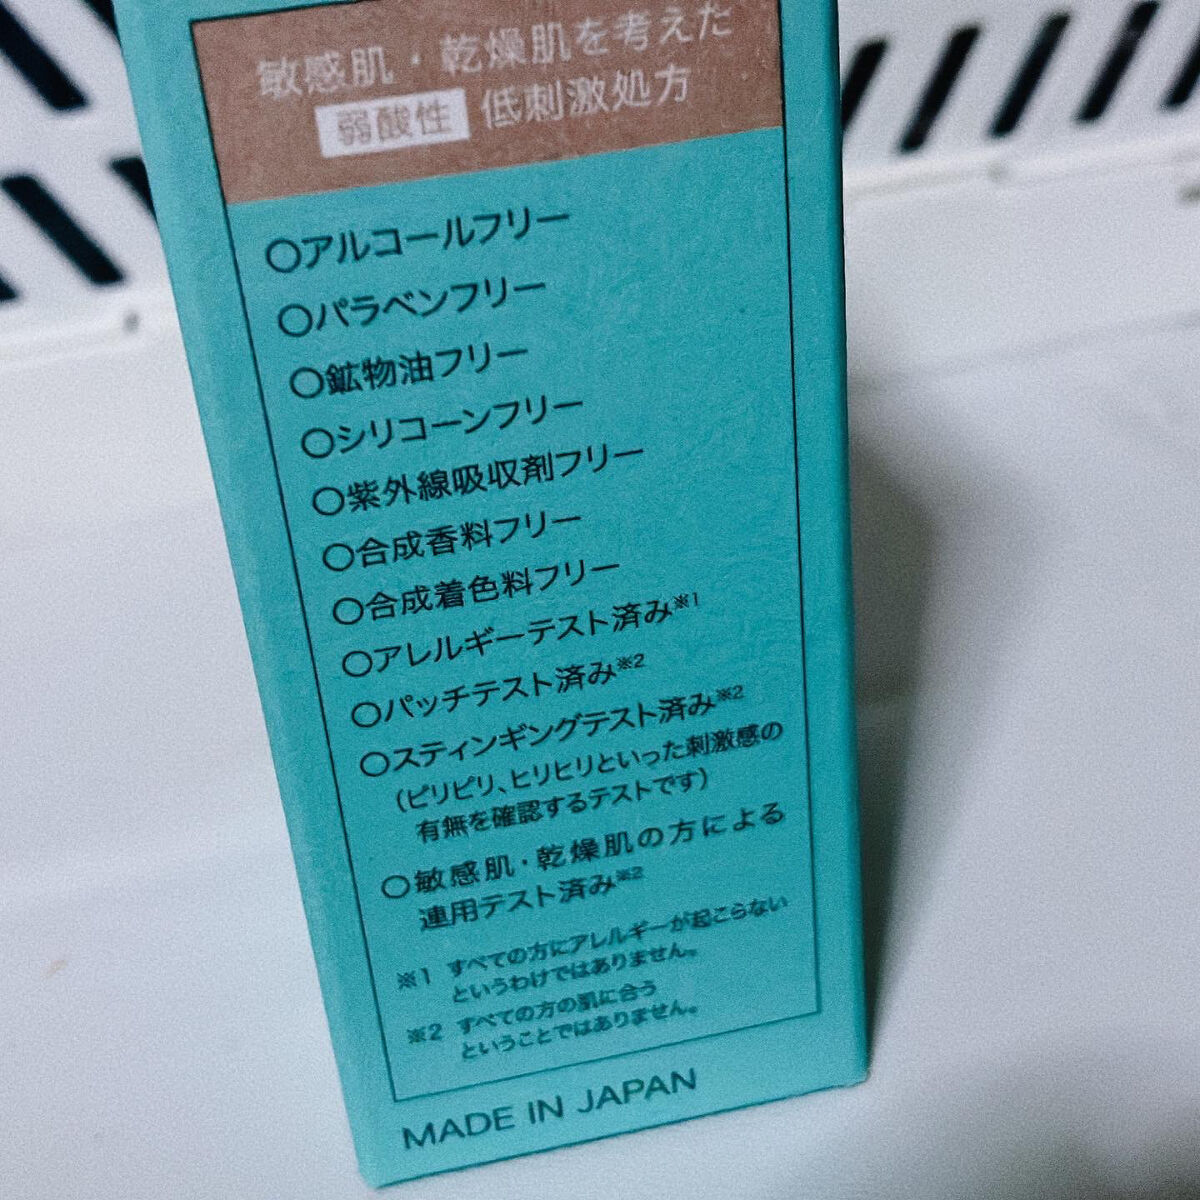 敏感肌・乾燥肌を考えた
弱酸性 低刺激処方
○アルコールフリー
○パラベンフリー
○鉱物油フリー
○シリコーンフリー
○紫外線吸収剤フリー
○合成香料フリー
○合成着色料フリー
○アレルギーテスト済み※1
○パッチテスト済み※2
○スティンギングテスト済み※2
(ピリピリ、ヒリヒリといった刺激感の
有無を確認するテストです)
○敏感肌・乾燥肌の方による
連用テスト済み※2
※1 すべての方にアレルギーが起こらない
というわけではありません。
※2 すべての方の肌に合う
ということではありません。
MADE IN JAPAN